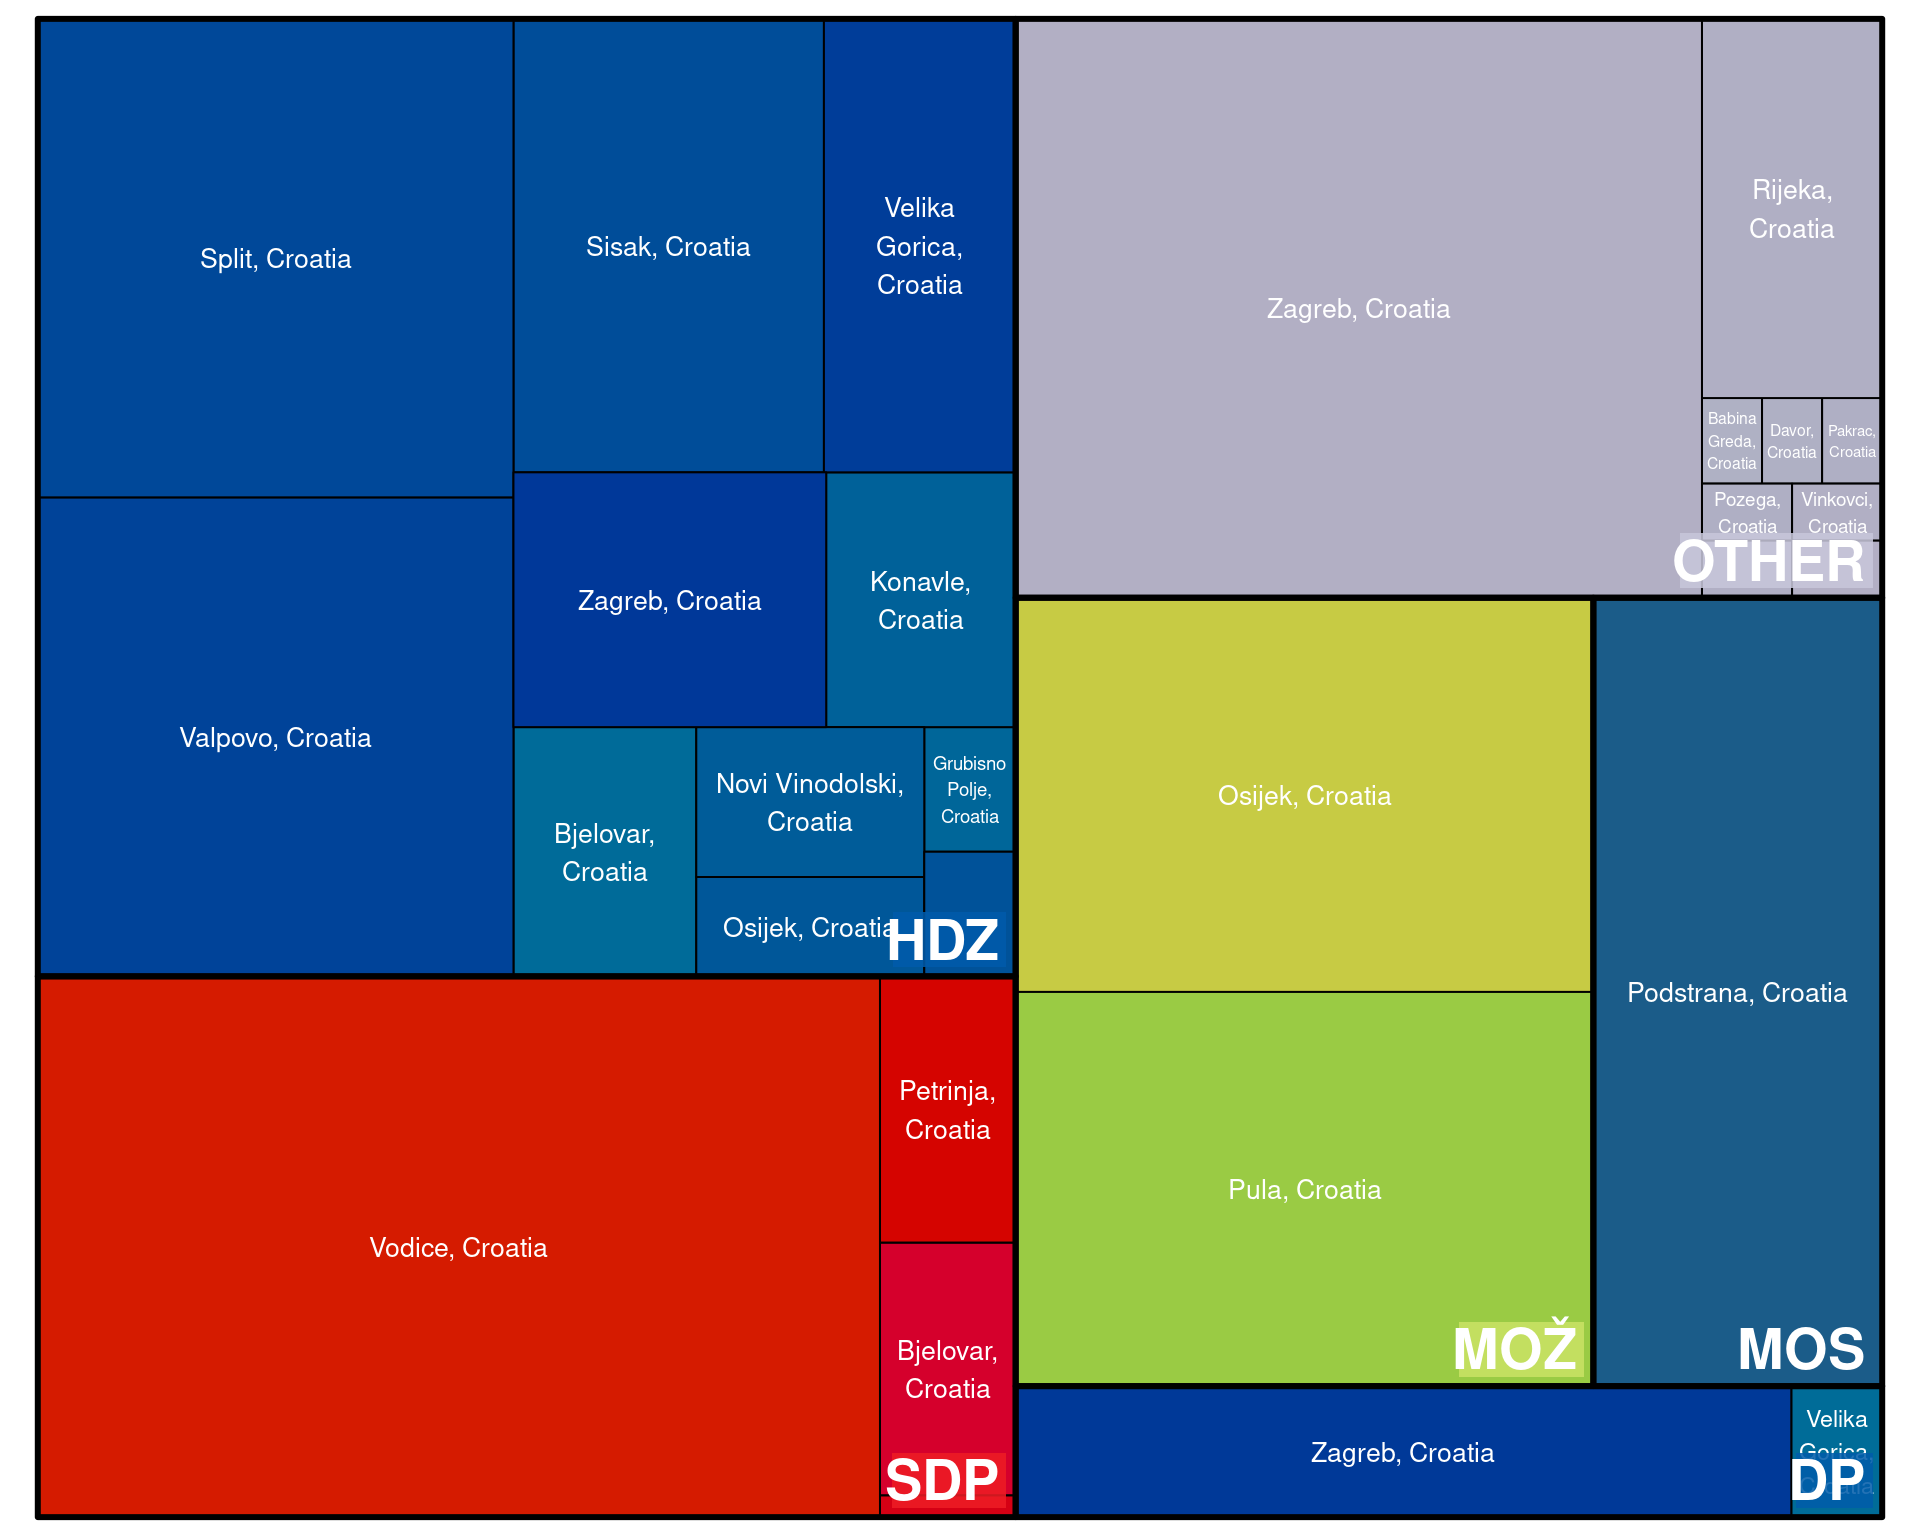 Split, Croatia
Sisak, Croatia
Velika
Gorica,
Croatia
Valpovo, Croatia
Zagreb, Croatia
Konavle,
Croatia
Bjelovar,
Croatia
Novi Vinodolski,
Croatia
Grubisno
Polje,
Croatia
Osijek, Croatia
HDZ
Vodice, Croatia
Petrinja,
Croatia
Bjelovar,
Croatia
SDP
Zagreb, Croatia
Rijeka,
Croatia
Babina
Greda,
Croatia
Davor,
Croatia
Pakrac,
Croatia
Pozega,
Croatia
Vinkovci,
Croatia
OTHER
Osijek, Croatia
Pula, Croatia
MOŽ
Podstrana, Croatia
MOS
Zagreb, Croatia
Velika
Gorica,
Croatia
DP